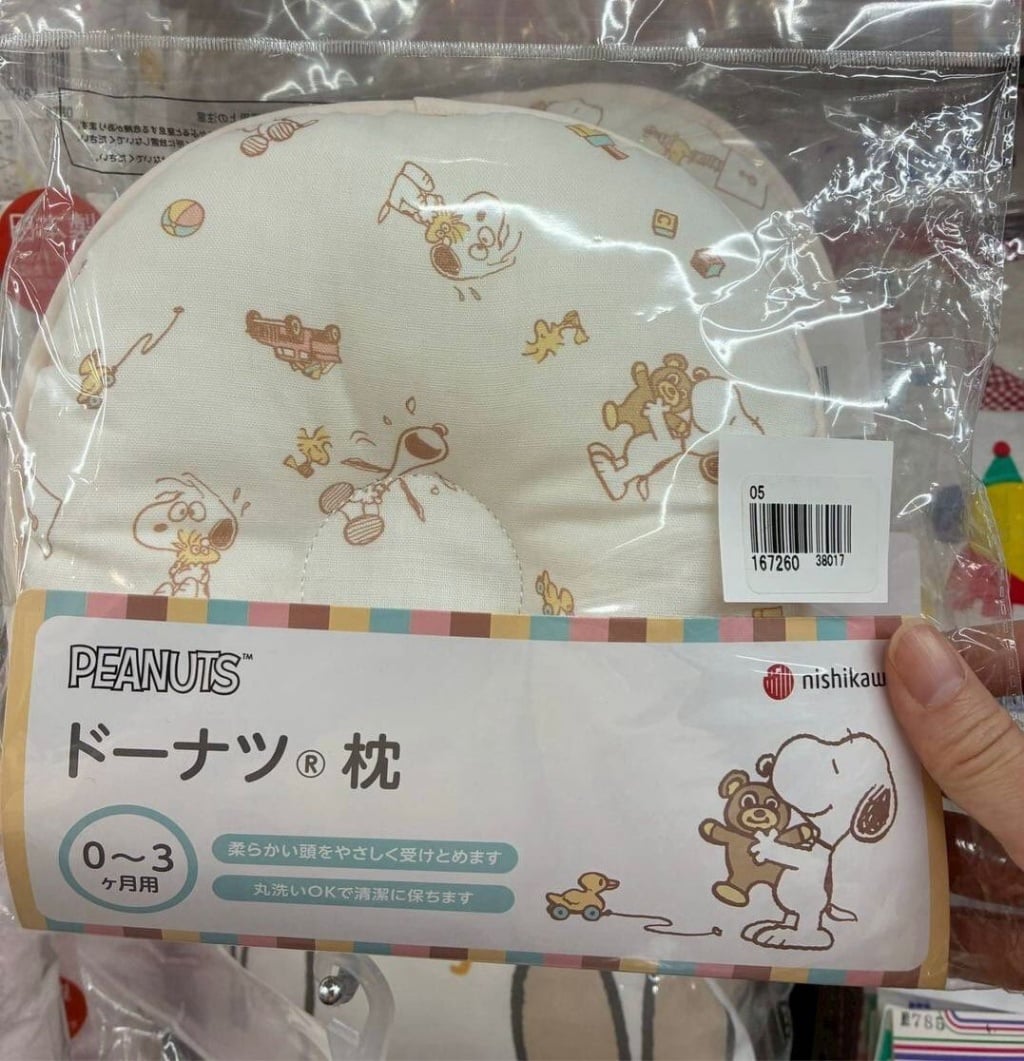 05
167260 38017
PEANUTS™
nishikaw
ドーナツ® 枕
0〜3
ヶ月用
柔らかい頭をやさしく受けとめます
丸洗いOKで清潔に保ちます